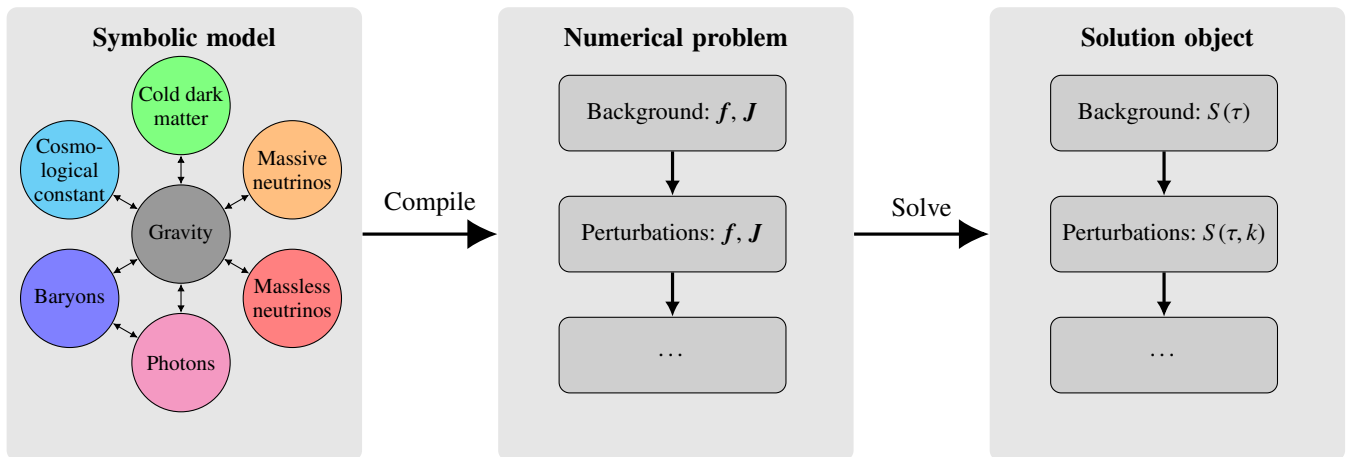 Symbolic model
Cold dark
matter
Cosmo-
logical
constant
Massive
neutrinos
Gravity
Baryons
Massless
neutrinos
Photons
Compile
Numerical problem
Background: f, J
Perturbations: f, J
...
Solve
Solution object
Background: S(τ)
Perturbations: S(τ, k)
...